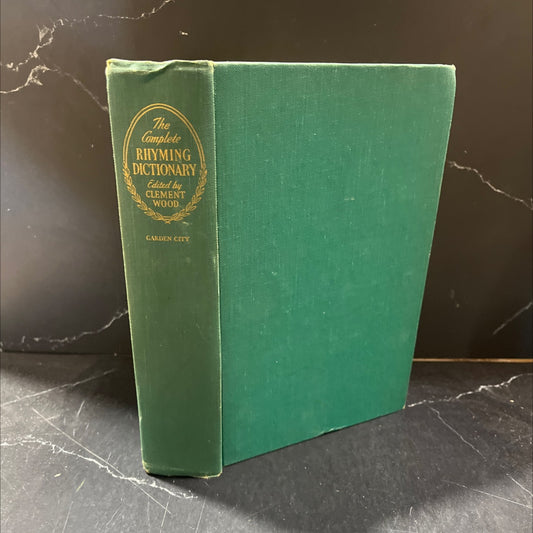 The
Complete
RHYMING
DICTIONARY
Edited by
CLEMENT
WOOD
GARDEN CITY